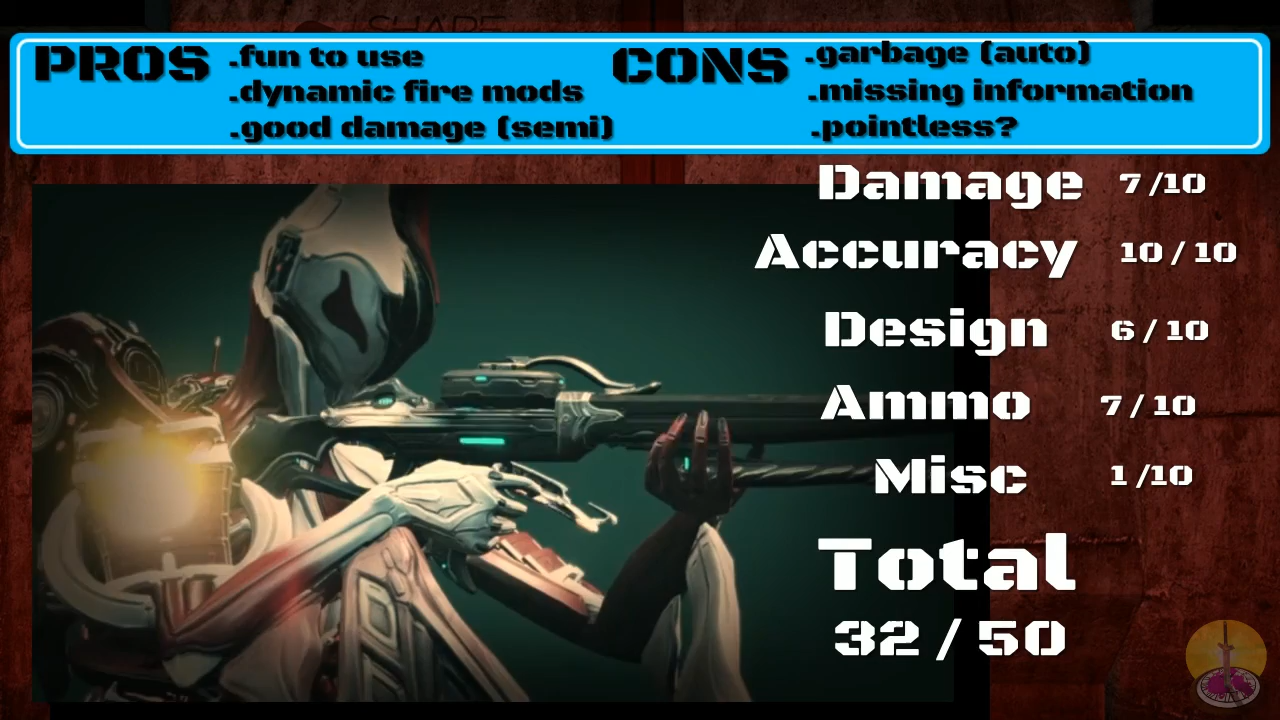 SHARE
PROS
.fun to use
.dynamic fire mods
.good damage (semi)
CONS
.garbage (auto)
.missing information
.pointless?
Damage 7 /10
Accuracy 10 / 10
Design 6 / 10
Ammo 7 / 10
Misc 1 /10
Total
32 / 50